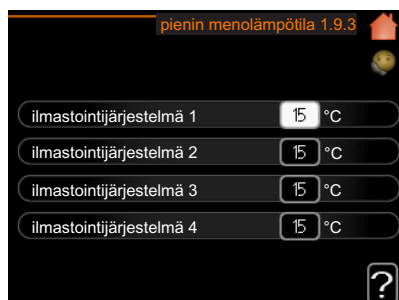 pienin menolämpötila 1.9.3
ilmastointijärjestelmä 1 15 °C
ilmastointijärjestelmä 2 15 °C
ilmastointijärjestelmä 3 15 °C
ilmastointijärjestelmä 4 15 °C
?